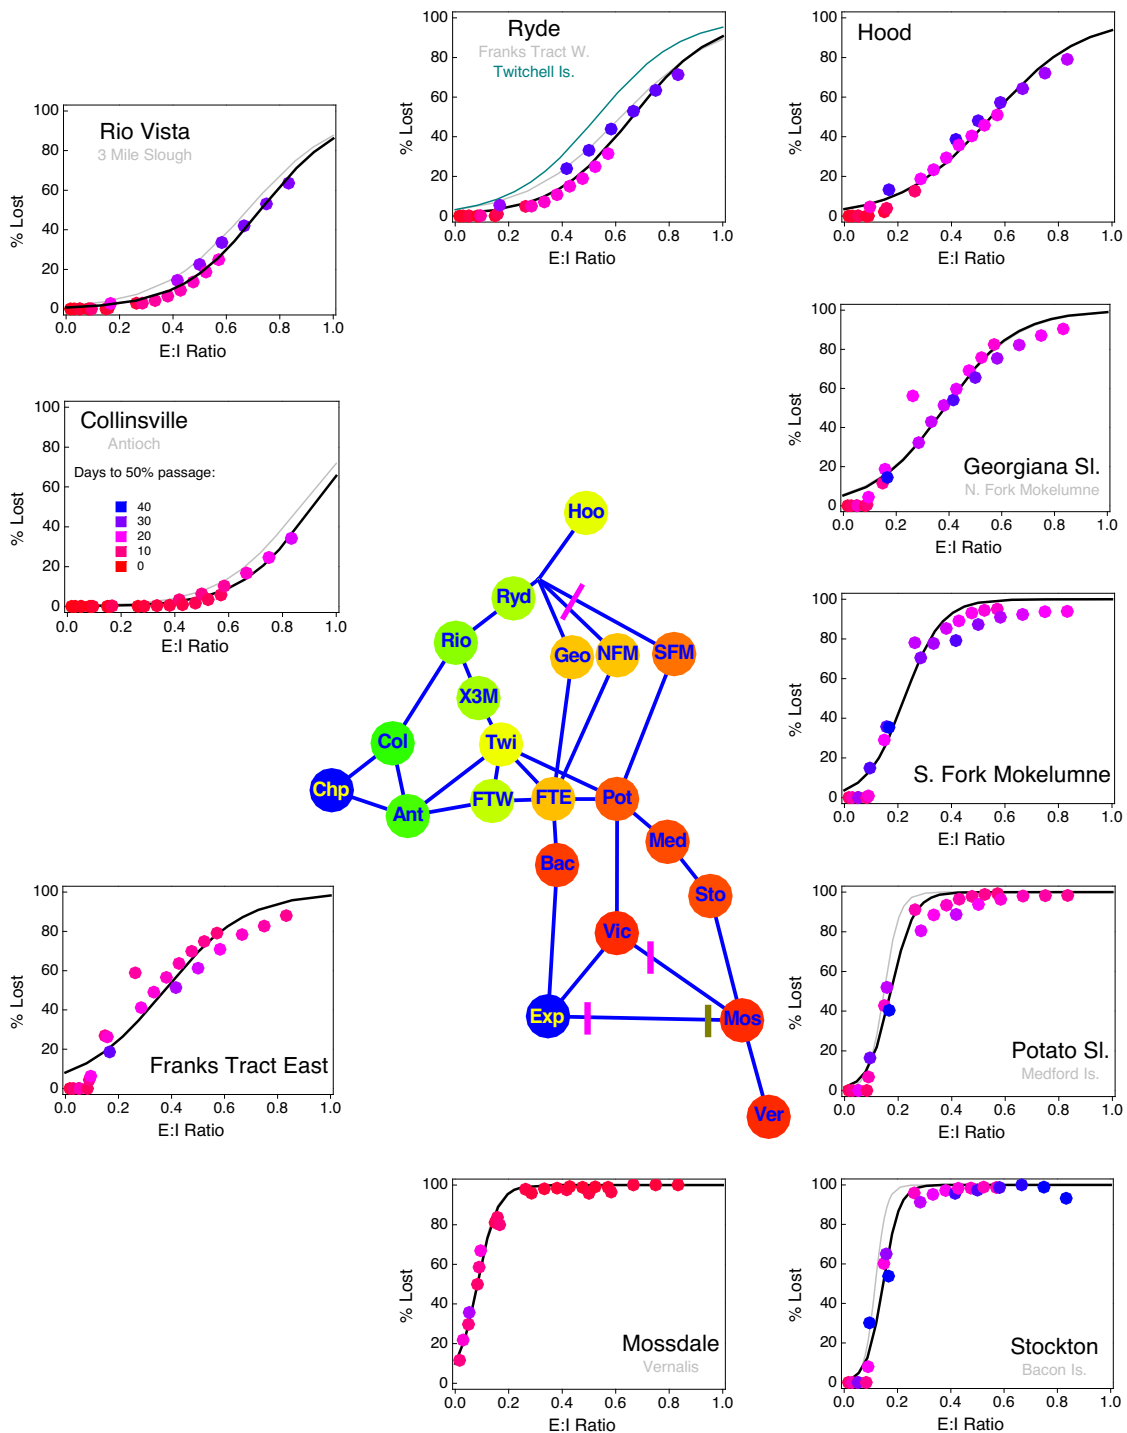 Ryde
Franks Tract W.
Twitchell Is.
% Lost
100
80
60
40
20
0
0.0 0.2 0.4 0.6 0.8 1.0
E:I Ratio
Hood
% Lost
100
80
60
40
20
0
0.0 0.2 0.4 0.6 0.8 1.0
E:I Ratio
Rio Vista
3 Mile Slough
% Lost
100
80
60
40
20
0
0.0 0.2 0.4 0.6 0.8 1.0
E:I Ratio
Georgiana Sl.
N. Fork Mokelumne
% Lost
100
80
60
40
20
0
0.0 0.2 0.4 0.6 0.8 1.0
E:I Ratio
Collinsville
Antioch
Days to 50% passage:
40
30
20
10
0
% Lost
100
80
60
40
20
0
0.0 0.2 0.4 0.6 0.8 1.0
E:I Ratio
Hoo
Ryd
Rio
Geo
NFM
SFM
X3M
Col
Twi
Chp
Ant
FTW
FTE
Pot
Med
Bac
Sto
Vic
Exp
Mos
Ver
S. Fork Mokelumne
% Lost
100
80
60
40
20
0
0.0 0.2 0.4 0.6 0.8 1.0
E:I Ratio
Franks Tract East
% Lost
100
80
60
40
20
0
0.0 0.2 0.4 0.6 0.8 1.0
E:I Ratio
Potato Sl.
Medford Is.
% Lost
100
80
60
40
20
0
0.0 0.2 0.4 0.6 0.8 1.0
E:I Ratio
Mossdale
Vernalis
% Lost
100
80
60
40
20
0
0.0 0.2 0.4 0.6 0.8 1.0
E:I Ratio
Stockton
Bacon Is.
% Lost
100
80
60
40
20
0
0.0 0.2 0.4 0.6 0.8 1.0
E:I Ratio